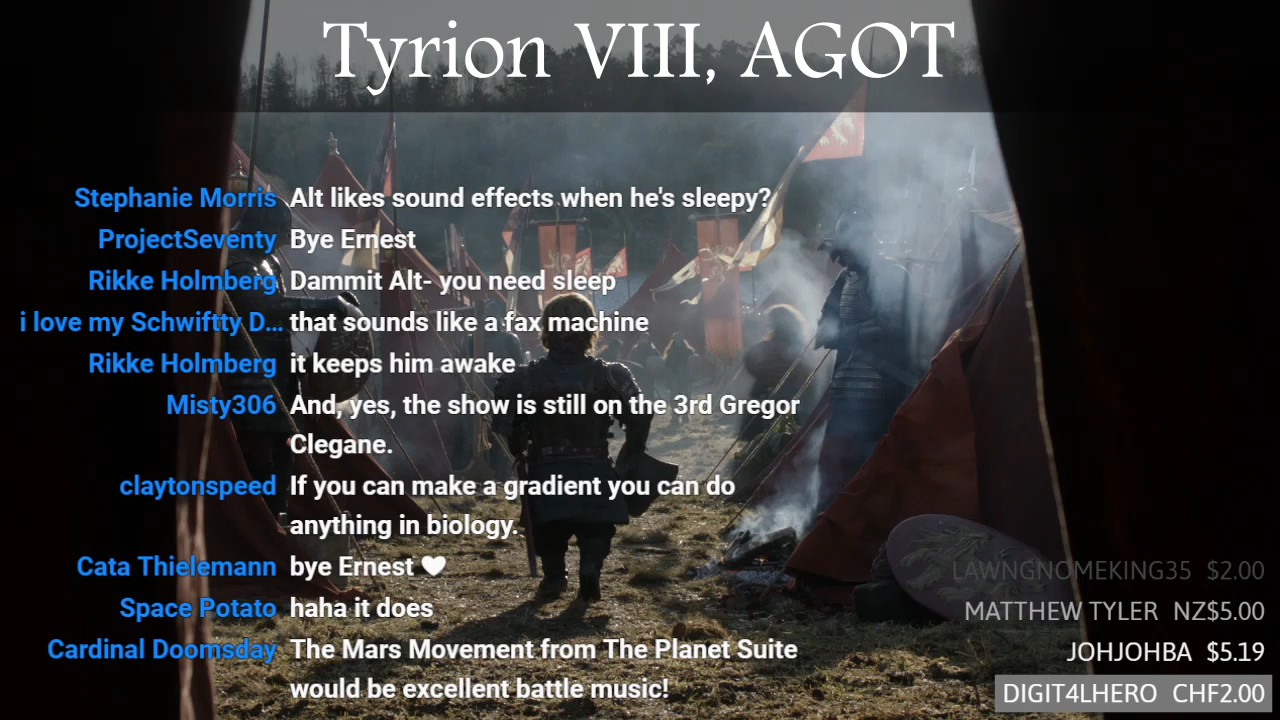 Tyrion VIII, AGOT
Stephanie Morris Alt likes sound effects when he's sleepy?
ProjectSeventy Bye Ernest
Rikke Holmberg Dammit Alt- you need sleep
i love my Schwiftty D... that sounds like a fax machine
Rikke Holmberg it keeps him awake
Misty306 And, yes, the show is still on the 3rd Gregor
Clegane.
claytonspeed If you can make a gradient you can do
anything in biology.
Cata Thielemann bye Ernest 🤍
Space Potato haha it does
Cardinal Doomsday The Mars Movement from The Planet Suite
would be excellent battle music!
LAWNGNOMEKING35 $2.00
MATTHEW TYLER NZ$5.00
JOHJOHBA $5.19
DIGIT4LHERO CHF2.00